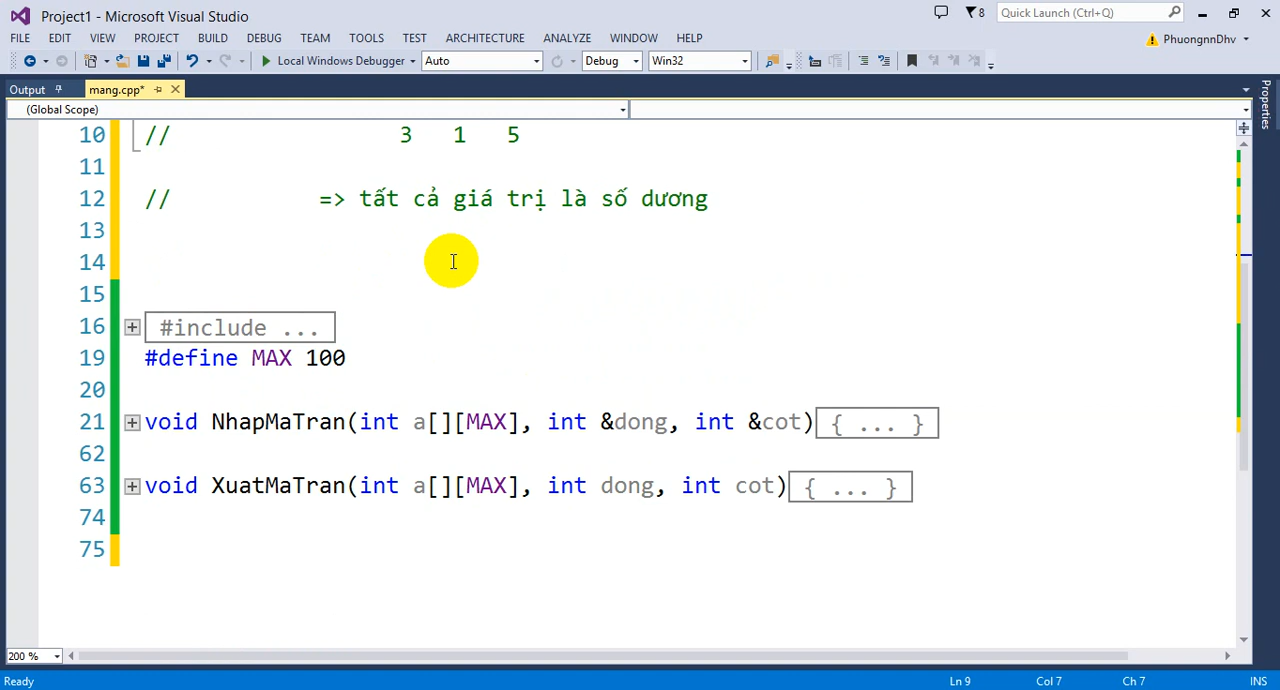 Project1 - Microsoft Visual Studio
8
Quick Launch (Ctrl+Q)
FILE EDIT VIEW PROJECT BUILD DEBUG TEAM TOOLS TEST ARCHITECTURE ANALYZE WINDOW HELP
PhuongnnDhv
Local Windows Debugger Auto Debug Win32
Output mang.cpp*
Properties
(Global Scope)
10 // 3 1 5
11
12 // => tất cả giá trị là số dương
13
14
15
16 #include ...
19 #define MAX 100
20
21 void NhapMaTran(int a[][MAX], int &dong, int &cot){ ... }
62
63 void XuatMaTran(int a[][MAX], int dong, int cot){ ... }
74
75
200 %
Ready Ln 9 Col 7 Ch 7 INS